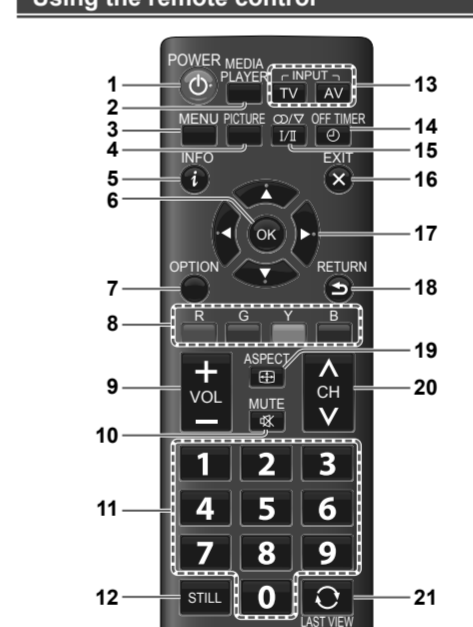 Using the remote control
POWER MEDIA PLAYER
INPUT
TV AV
1
2
13
MENU PICTURE I/II OFF TIMER
3
4
14
15
INFO
i
EXIT
5
6
16
OK
17
OPTION
RETURN
7
18
R G Y B
8
ASPECT
19
+
VOL
−
CH
9
20
MUTE
10
1 2 3
4 5 6
7 8 9
11
STILL
0
LAST VIEW
12
21